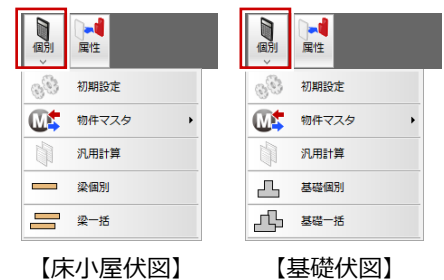 個別 属性
初期設定
物件マスタ
汎用計算
梁個別
梁一括
【床小屋伏図】
個別 属性
初期設定
物件マスタ
汎用計算
基礎個別
基礎一括
【基礎伏図】